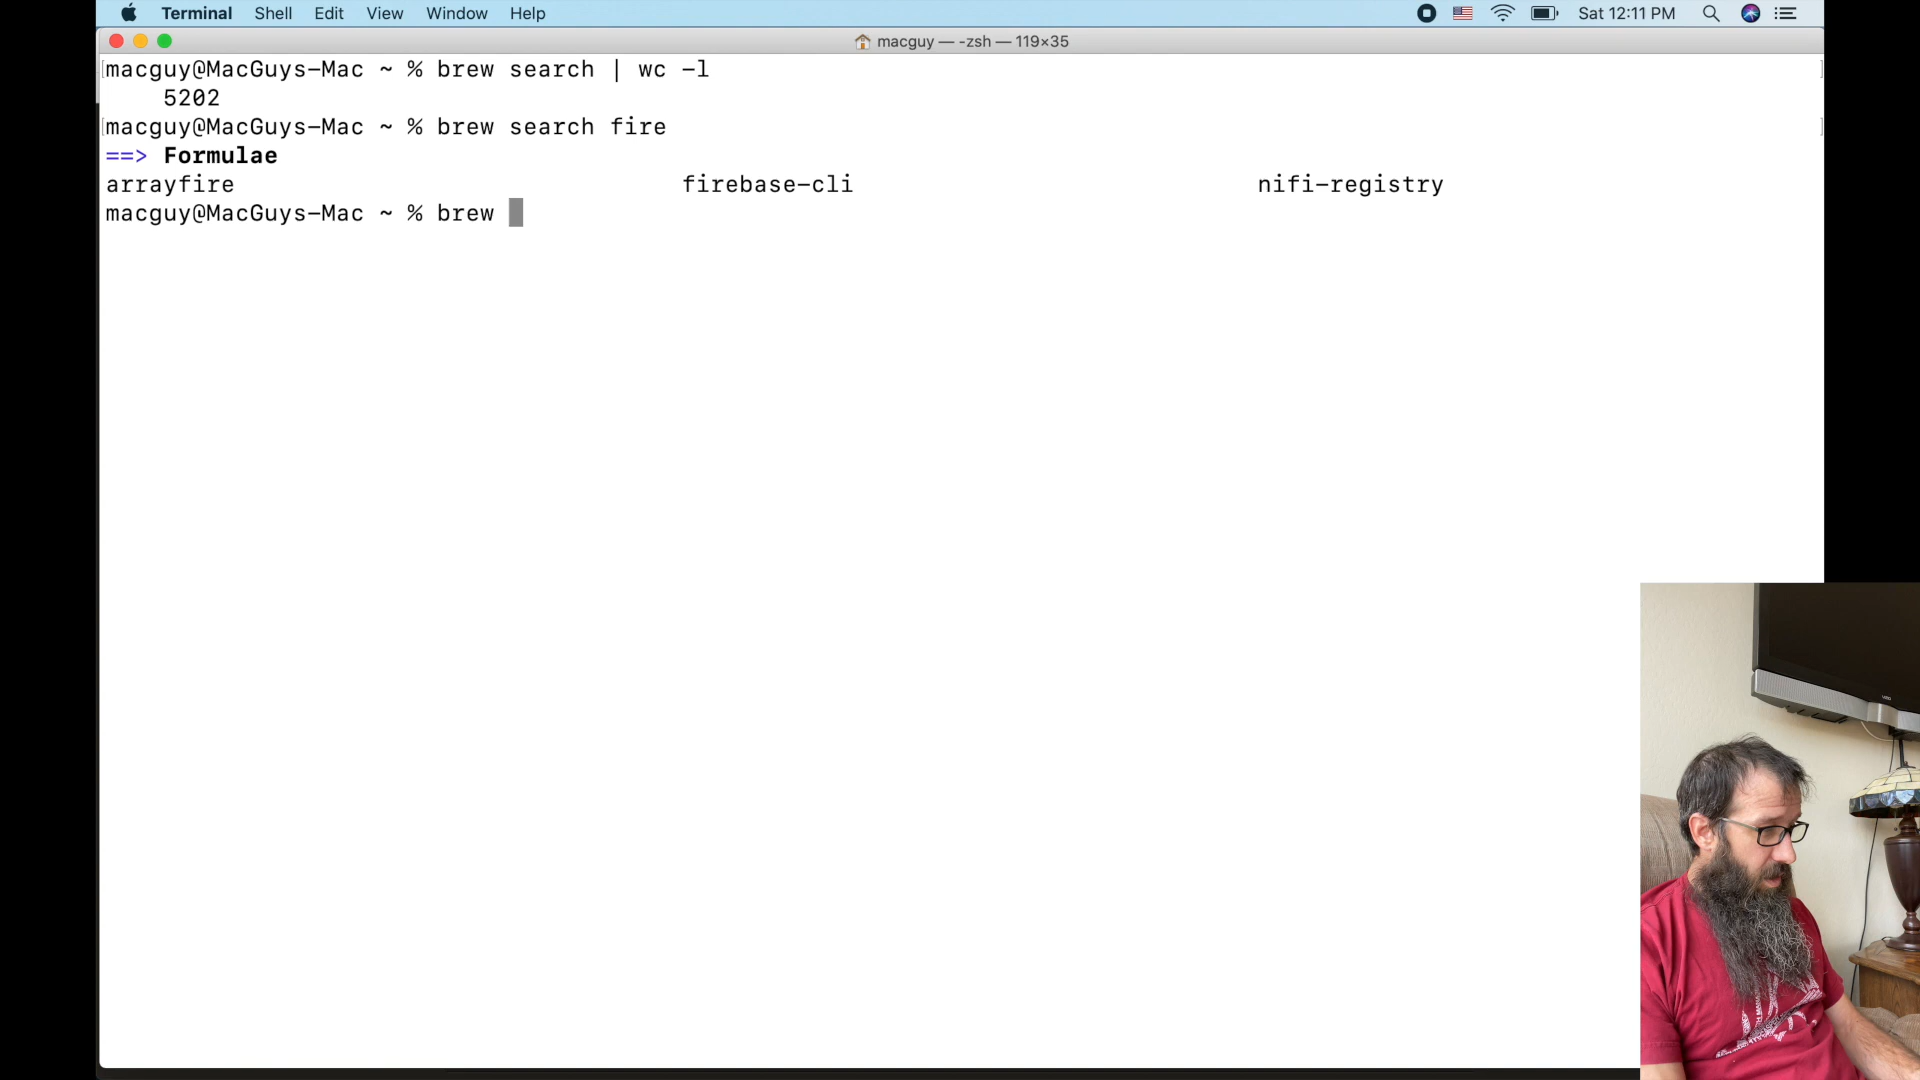 Terminal Shell Edit View Window Help Sat 12:11 PM
macguy — -zsh — 119×35
macguy@MacGuys-Mac ~ % brew search | wc -l
5202
macguy@MacGuys-Mac ~ % brew search fire
==> Formulae
arrayfire firebase-cli nifi-registry
macguy@MacGuys-Mac ~ % brew